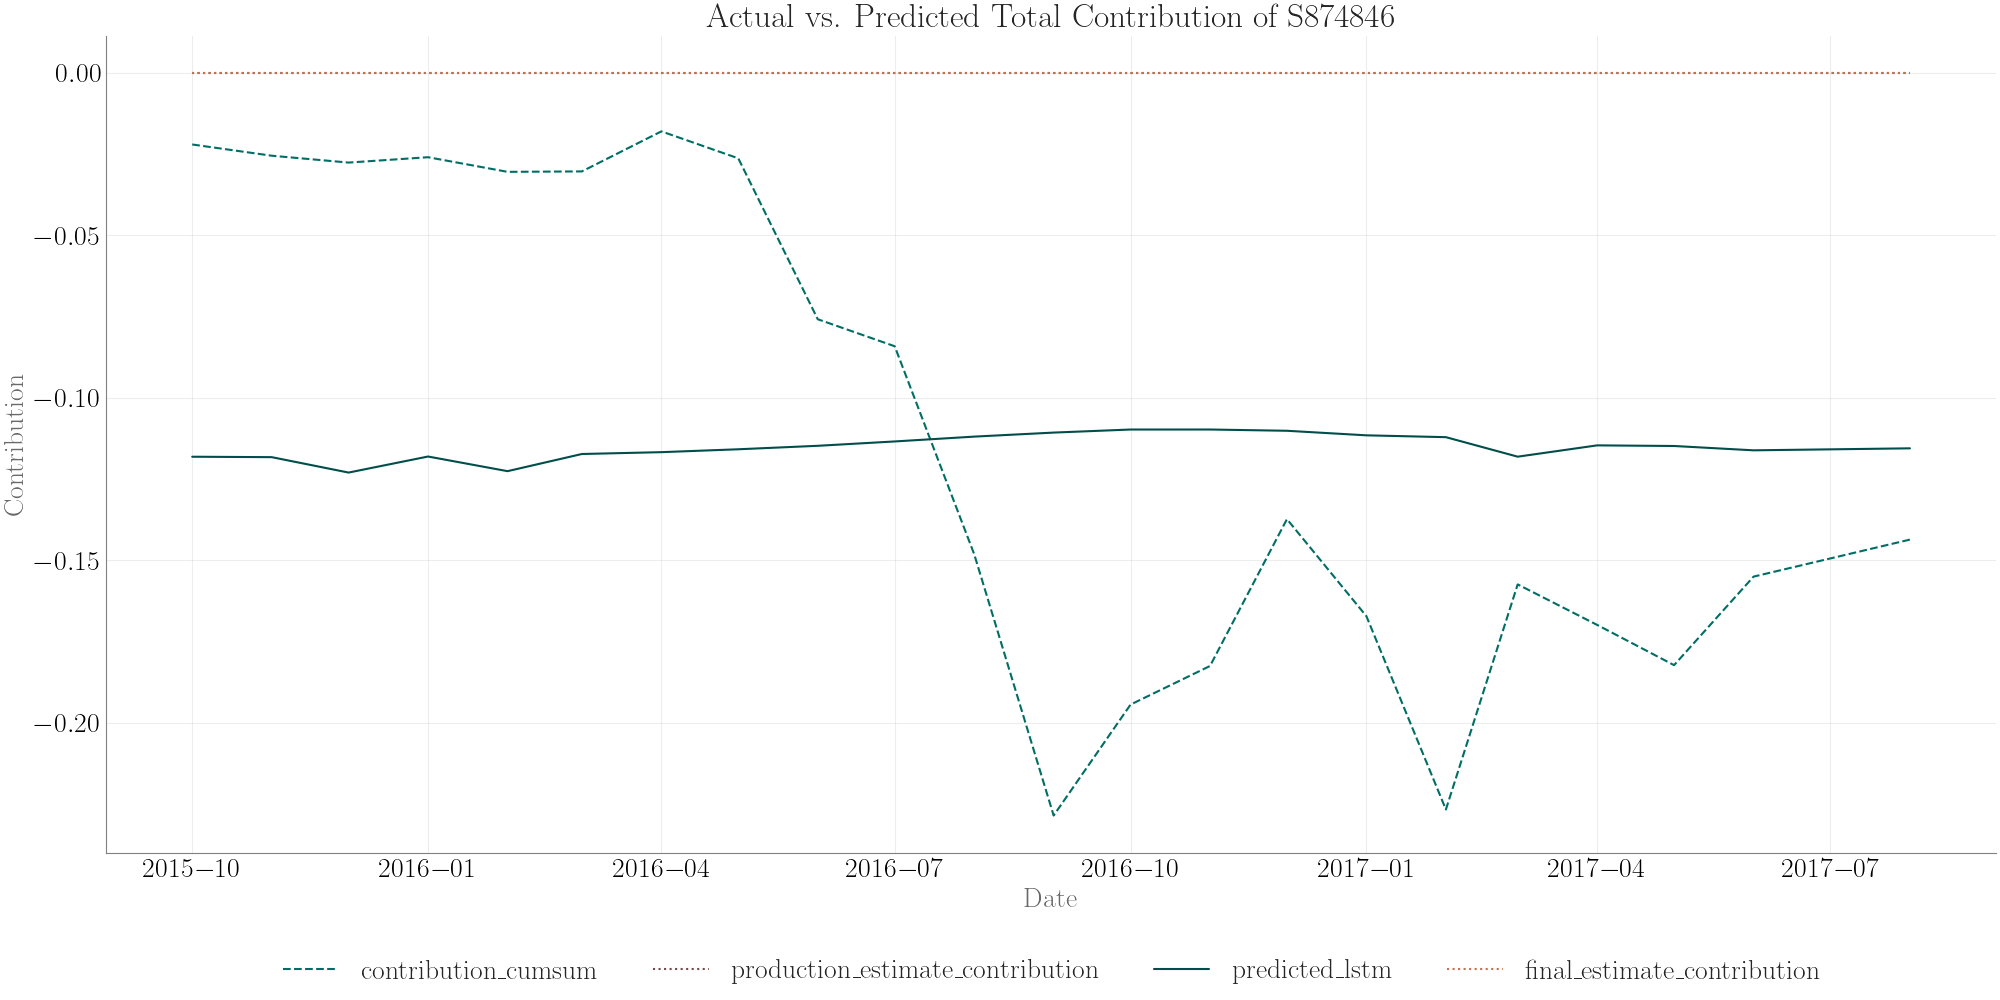 Actual vs. Predicted Total Contribution of S874846
0.00
−0.05
−0.10
−0.15
−0.20
Contribution
2015−10 2016−01 2016−04 2016−07 2016−10 2017−01 2017−04 2017−07
Date
contribution_cumsum production_estimate_contribution predicted_lstm final_estimate_contribution